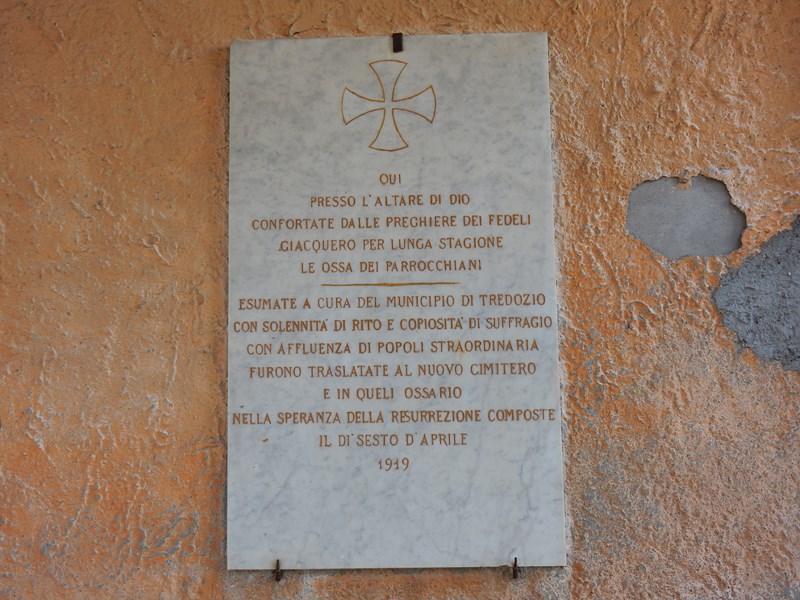 QUI
PRESSO L'ALTARE DI DIO
CONFORTATE DALLE PREGHIERE DEI FEDELI
GIACQUERO PER LUNGA STAGIONE
LE OSSA DEI PARROCCHIANI
ESUMATE A CURA DEL MUNICIPIO DI TREDOZIO
CON SOLENNITA' DI RITO E COPIOSITA' DI SUFFRAGIO
CON AFFLUENZA DI POPOLI STRAORDINARIA
FURONO TRASLATATE AL NUOVO CIMITERO
E IN QUELI OSSARIO
NELLA SPERANZA DELLA RESURREZIONE COMPOSTE
IL DI' SESTO D'APRILE
1919